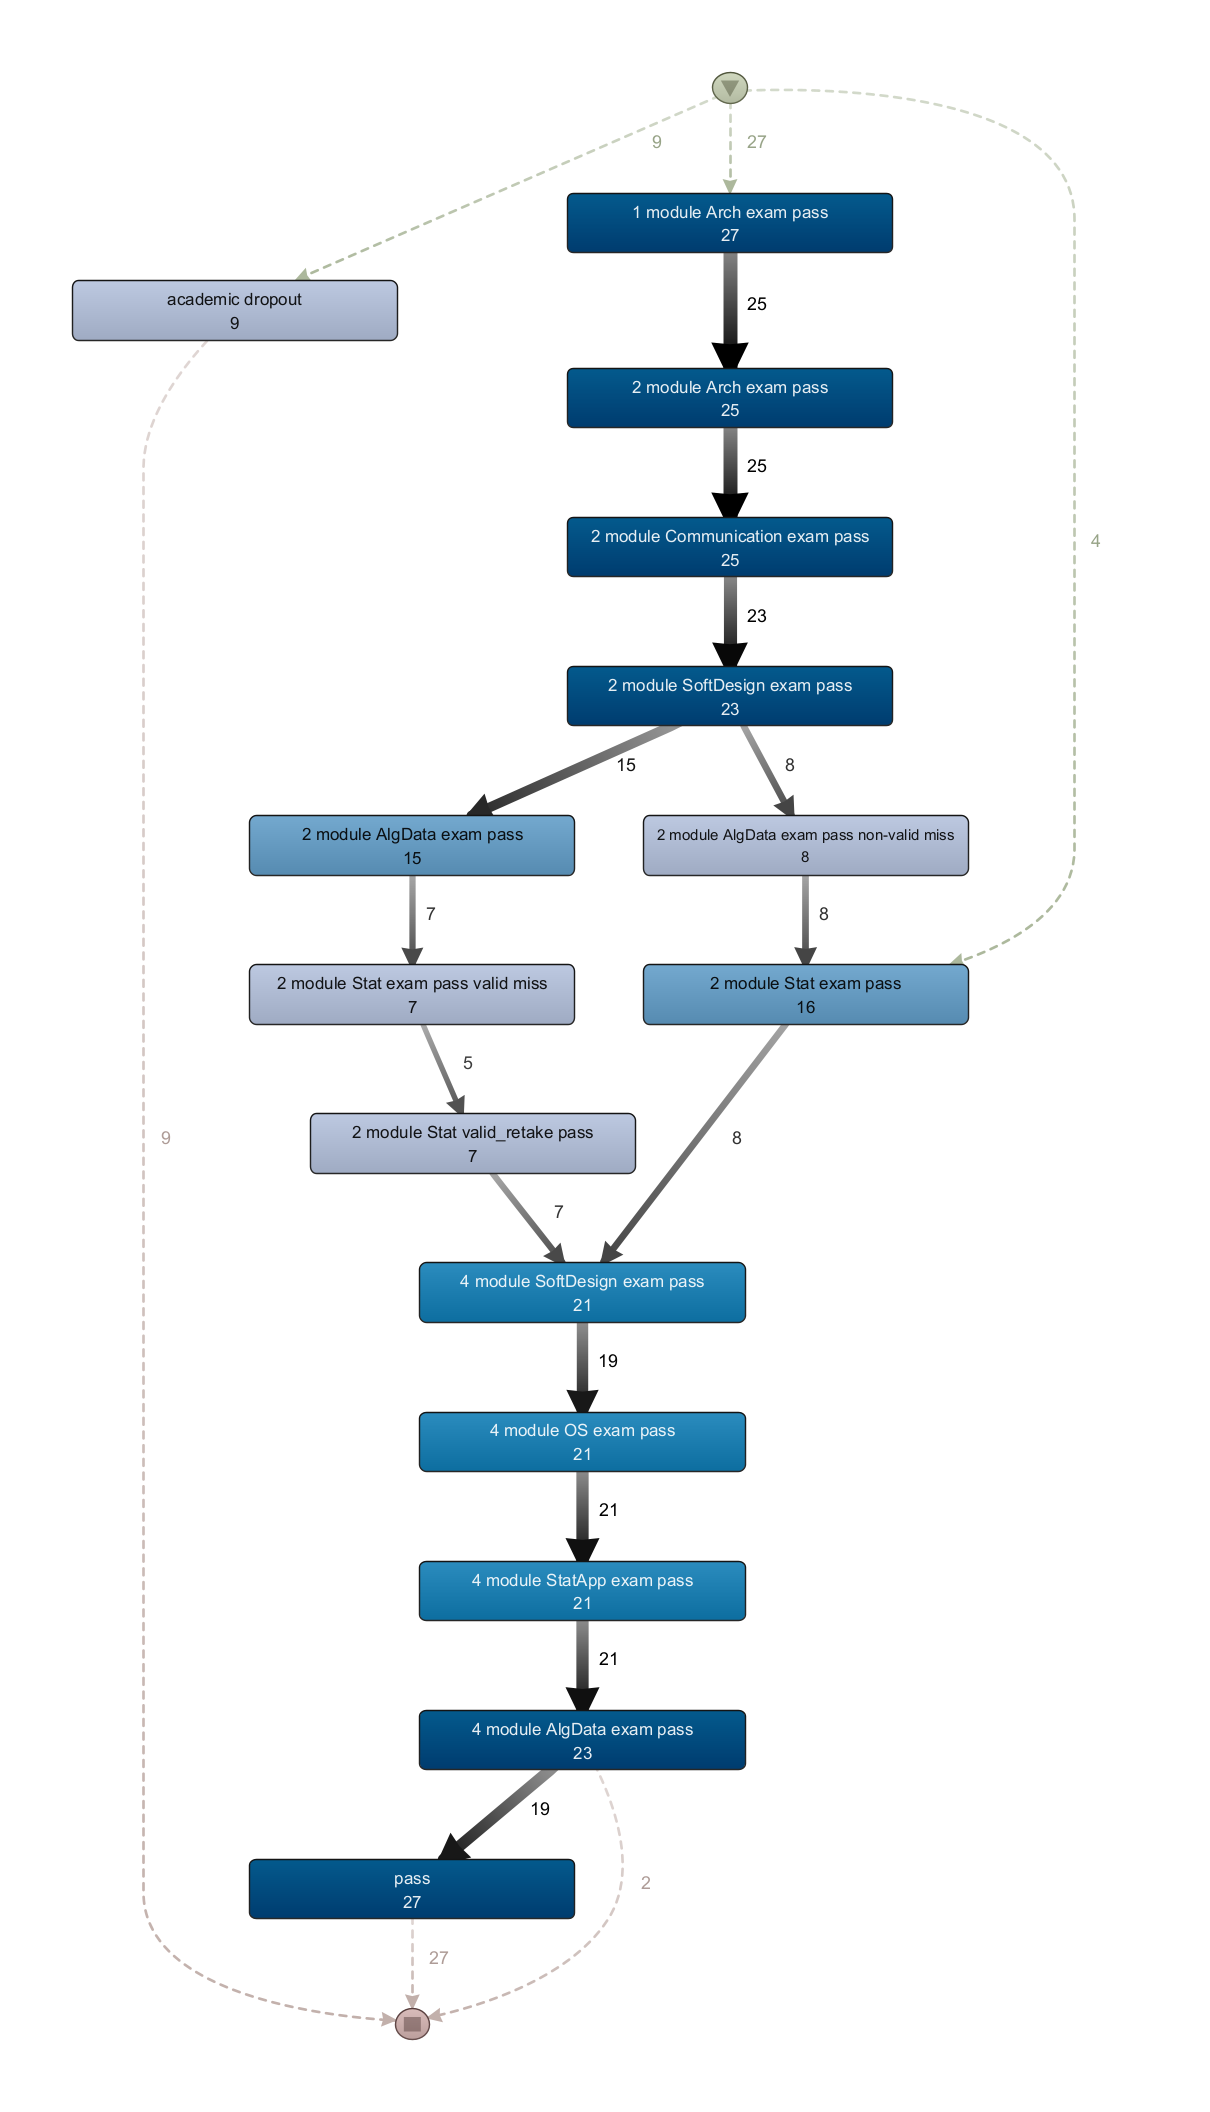 9
27
1 module Arch exam pass
27
academic dropout
9
25
2 module Arch exam pass
25
25
2 module Communication exam pass
25
4
23
2 module SoftDesign exam pass
23
15
8
2 module AlgData exam pass
15
2 module AlgData exam pass non-valid miss
8
7
8
2 module Stat exam pass valid miss
7
2 module Stat exam pass
16
5
2 module Stat valid_retake pass
7
9
8
7
4 module SoftDesign exam pass
21
19
4 module OS exam pass
21
21
4 module StatApp exam pass
21
21
4 module AlgData exam pass
23
19
pass
27
2
27